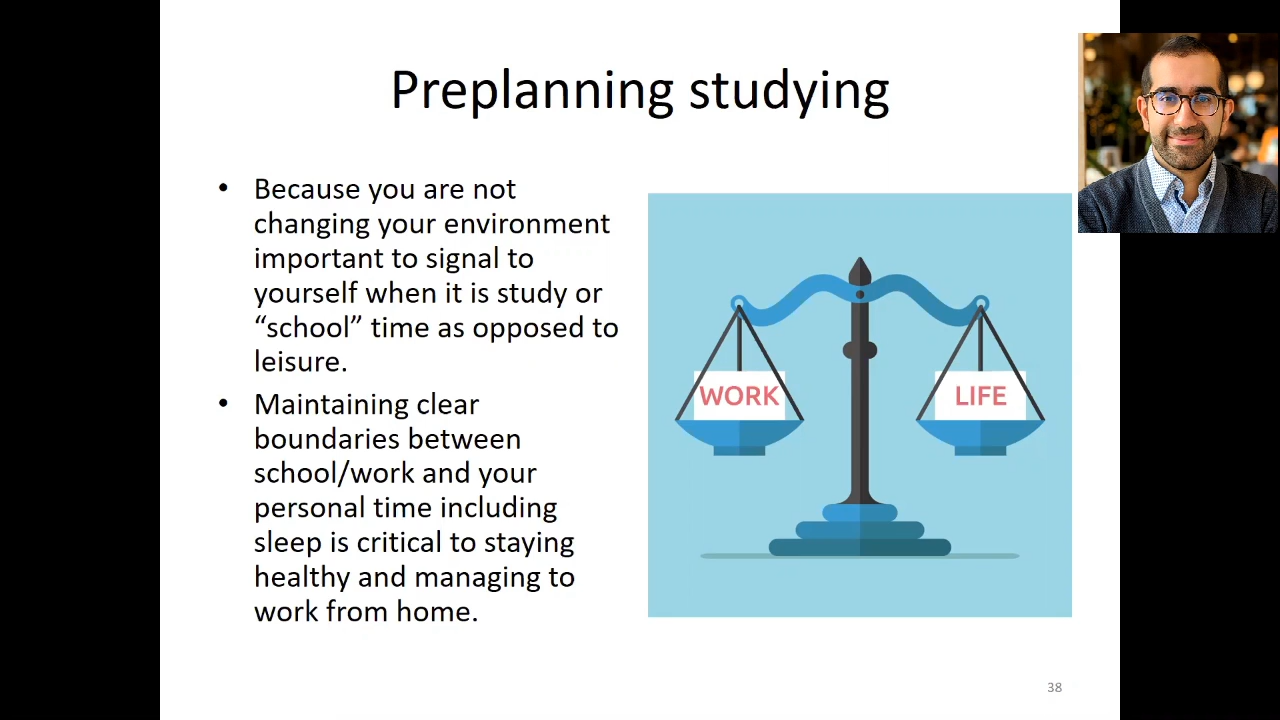 Preplanning studying
• Because you are not
changing your environment
important to signal to
yourself when it is study or
“school” time as opposed to
leisure.
• Maintaining clear
boundaries between
school/work and your
personal time including
sleep is critical to staying
healthy and managing to
work from home.
WORK
LIFE
38